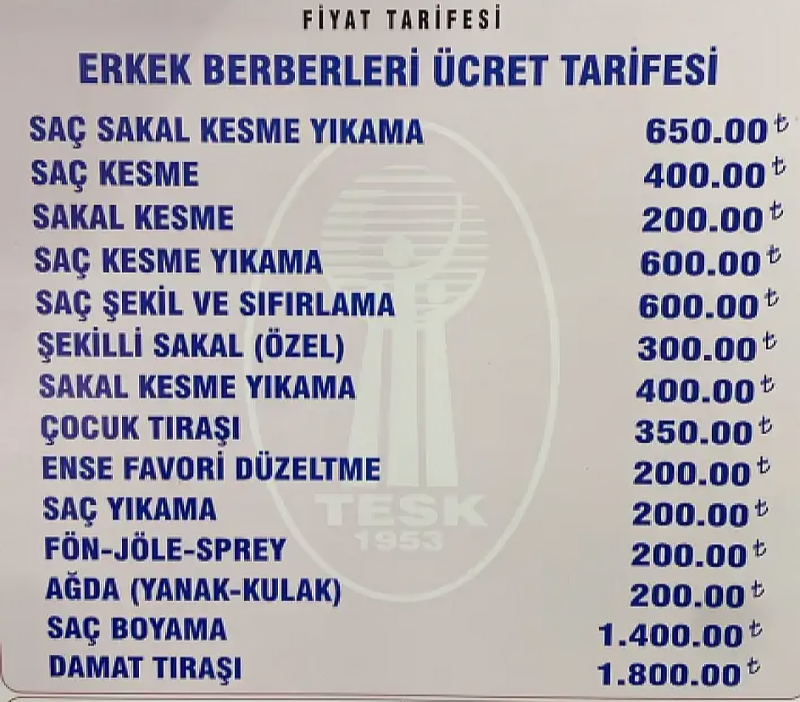 FİYAT TARİFESİ
ERKEK BERBERLERİ ÜCRET TARİFESİ
SAÇ SAKAL KESME YIKAMA 650.00₺
SAÇ KESME 400.00₺
SAKAL KESME 200.00₺
SAÇ KESME YIKAMA 600.00₺
SAÇ ŞEKİL VE SIFIRLAMA 600.00₺
ŞEKİLLİ SAKAL (ÖZEL) 300.00₺
SAKAL KESME YIKAMA 400.00₺
ÇOCUK TIRAŞI 350.00₺
ENSE FAVORİ DÜZELTME 200.00₺
SAÇ YIKAMA 200.00₺
FÖN-JÖLE-SPREY 200.00₺
AĞDA (YANAK-KULAK) 200.00₺
SAÇ BOYAMA 1.400.00₺
DAMAT TIRAŞI 1.800.00₺
TESK
1953